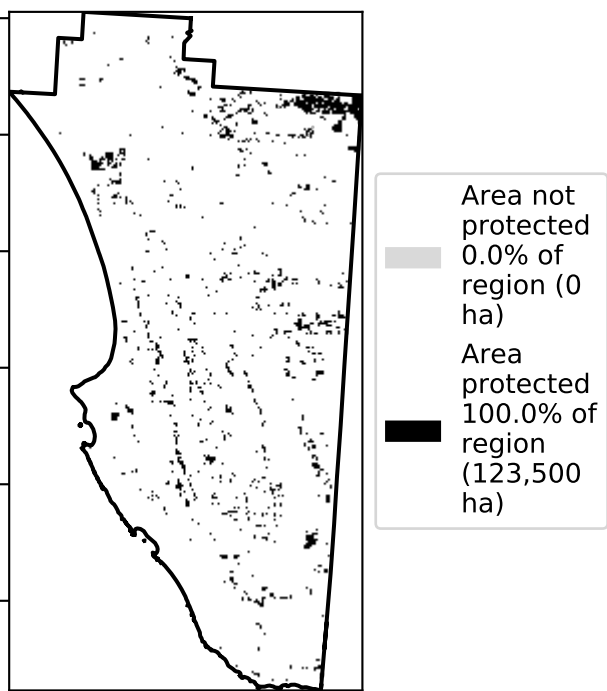 Area not
protected
0.0% of
region (0
ha)
Area
protected
100.0% of
region
(123,500
ha)